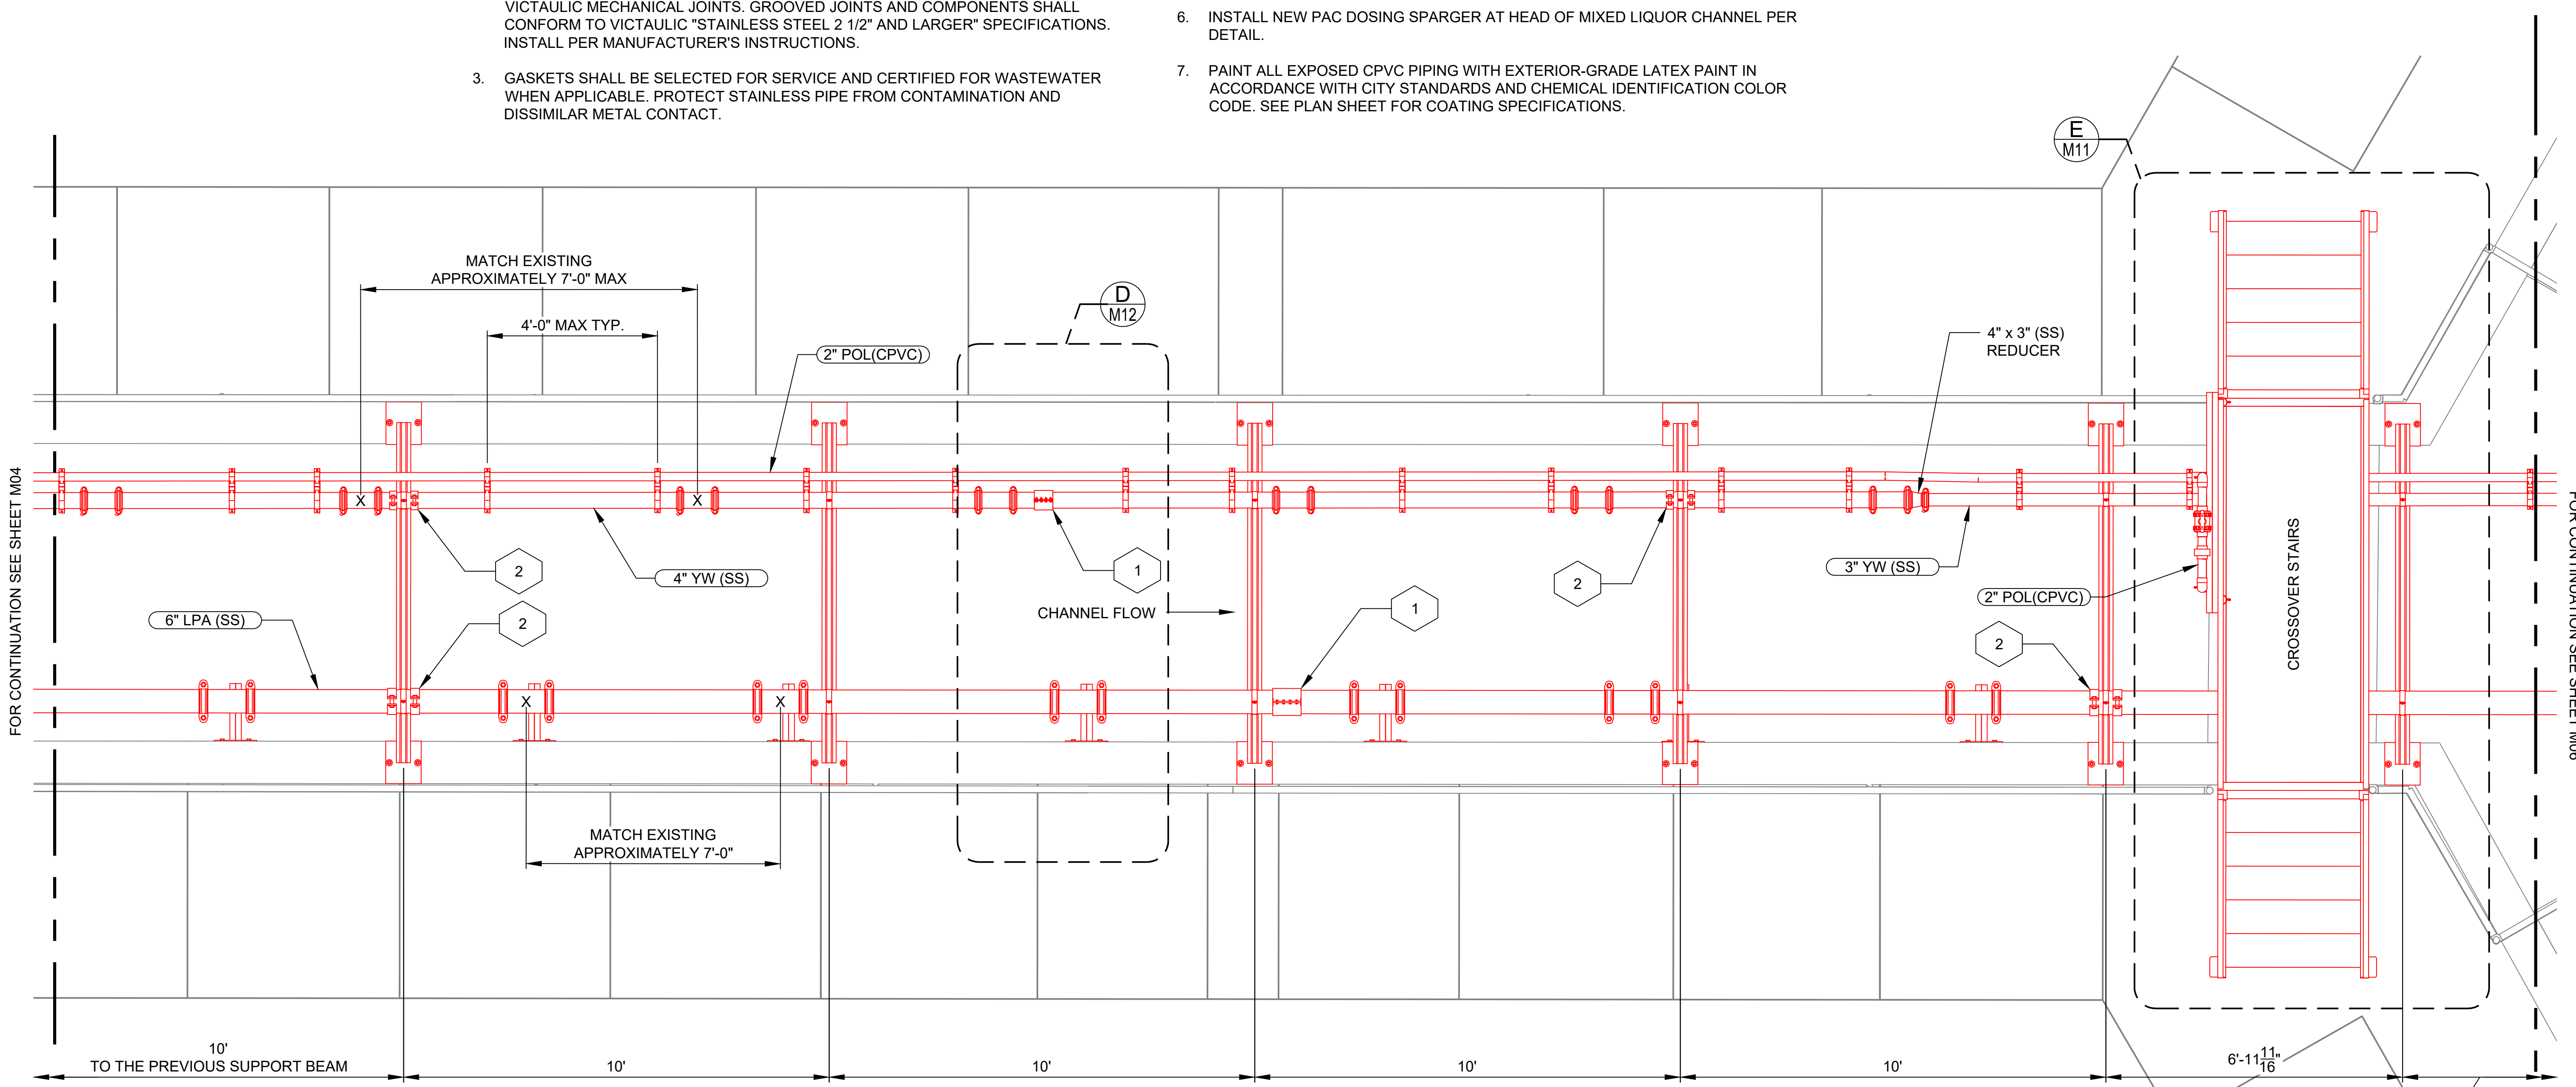 VICTAULIC MECHANICAL JOINTS. GROOVED JOINTS AND COMPONENTS SHALL
CONFORM TO VICTAULIC "STAINLESS STEEL 2 1/2" AND LARGER" SPECIFICATIONS.
INSTALL PER MANUFACTURER'S INSTRUCTIONS.
3. GASKETS SHALL BE SELECTED FOR SERVICE AND CERTIFIED FOR WASTEWATER
WHEN APPLICABLE. PROTECT STAINLESS PIPE FROM CONTAMINATION AND
DISSIMILAR METAL CONTACT.
6. INSTALL NEW PAC DOSING SPARGER AT HEAD OF MIXED LIQUOR CHANNEL PER
DETAIL.
7. PAINT ALL EXPOSED CPVC PIPING WITH EXTERIOR-GRADE LATEX PAINT IN
ACCORDANCE WITH CITY STANDARDS AND CHEMICAL IDENTIFICATION COLOR
CODE. SEE PLAN SHEET FOR COATING SPECIFICATIONS.
E
M11
MATCH EXISTING
APPROXIMATELY 7'-0" MAX
D
M12
4'-0" MAX TYP.
2" POL(CPVC)
4" x 3" (SS)
REDUCER
FOR CONTINUATION SEE SHEET M04
X
X
2
4" YW (SS)
1
2
3" YW (SS)
2" POL(CPVC)
CROSSOVER STAIRS
FOR CONTINUATION SEE SHEET M06
6" LPA (SS)
2
CHANNEL FLOW
1
2
X
X
MATCH EXISTING
APPROXIMATELY 7'-0"
10'
TO THE PREVIOUS SUPPORT BEAM
10'
10'
10'
10'
6'-11 11/16"